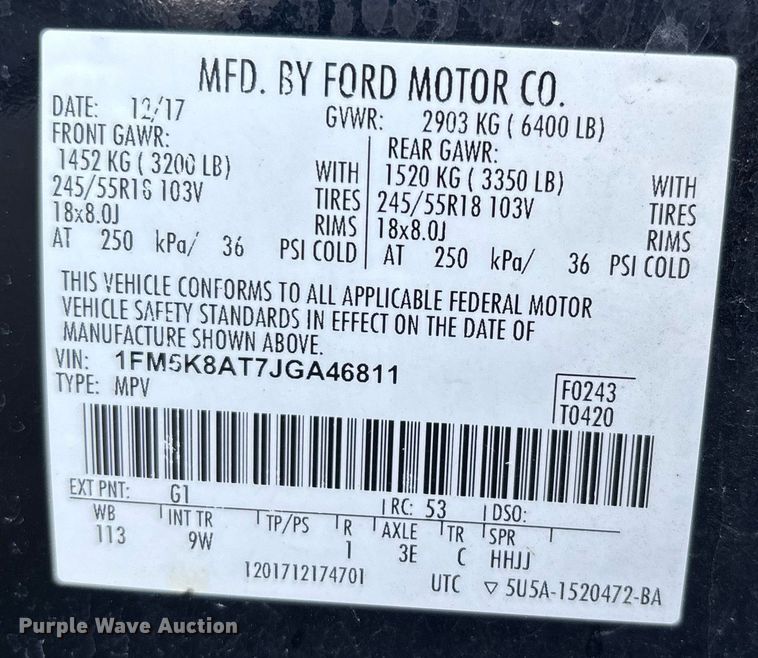 MFD. BY FORD MOTOR CO.
DATE: 12/17
GVWR: 2903 KG ( 6400 LB)
FRONT GAWR:
1452 KG ( 3200 LB) WITH
245/55R18 103V TIRES
18x8.0J RIMS
AT 250 kPa/ 36 PSI COLD
REAR GAWR:
1520 KG ( 3350 LB) WITH
245/55R18 103V TIRES
18x8.0J RIMS
AT 250 kPa/ 36 PSI COLD
THIS VEHICLE CONFORMS TO ALL APPLICABLE FEDERAL MOTOR
VEHICLE SAFETY STANDARDS IN EFFECT ON THE DATE OF
MANUFACTURE SHOWN ABOVE.
VIN: 1FM5K8AT7JGA46811
TYPE: MPV
F0243
T0420
EXT PNT: G1 RC: 53 DSO:
WB INT TR TP/PS R AXLE TR SPR
113 9W 1 3E C HHJJ
1201712174701 UTC ▽ 5U5A-1520472-BA
Purple Wave Auction